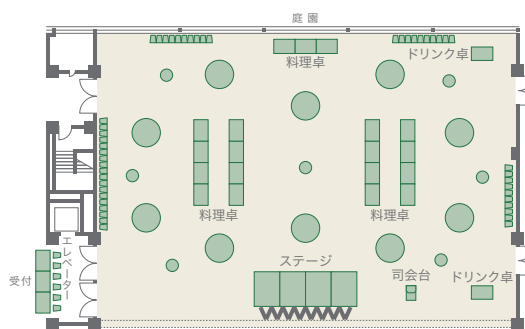 庭園
料理卓
ドリンク卓
料理卓
料理卓
エレベーター
受付
ステージ
司会台
ドリンク卓